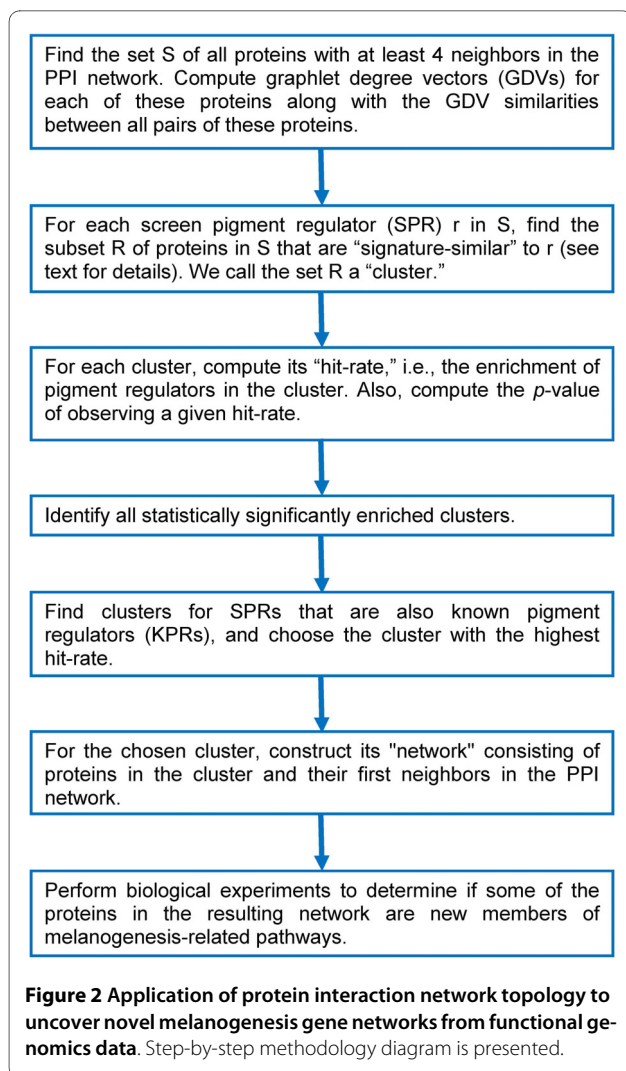 Find the set S of all proteins with at least 4 neighbors in the
PPI network. Compute graphlet degree vectors (GDVs) for
each of these proteins along with the GDV similarities
between all pairs of these proteins.
For each screen pigment regulator (SPR) r in S, find the
subset R of proteins in S that are “signature-similar” to r (see
text for details). We call the set R a “cluster.”
For each cluster, compute its “hit-rate,” i.e., the enrichment of
pigment regulators in the cluster. Also, compute the p-value
of observing a given hit-rate.
Identify all statistically significantly enriched clusters.
Find clusters for SPRs that are also known pigment
regulators (KPRs), and choose the cluster with the highest
hit-rate.
For the chosen cluster, construct its "network" consisting of
proteins in the cluster and their first neighbors in the PPI
network.
Perform biological experiments to determine if some of the
proteins in the resulting network are new members of
melanogenesis-related pathways.
Figure 2 Application of protein interaction network topology to
uncover novel melanogenesis gene networks from functional ge-
nomics data. Step-by-step methodology diagram is presented.